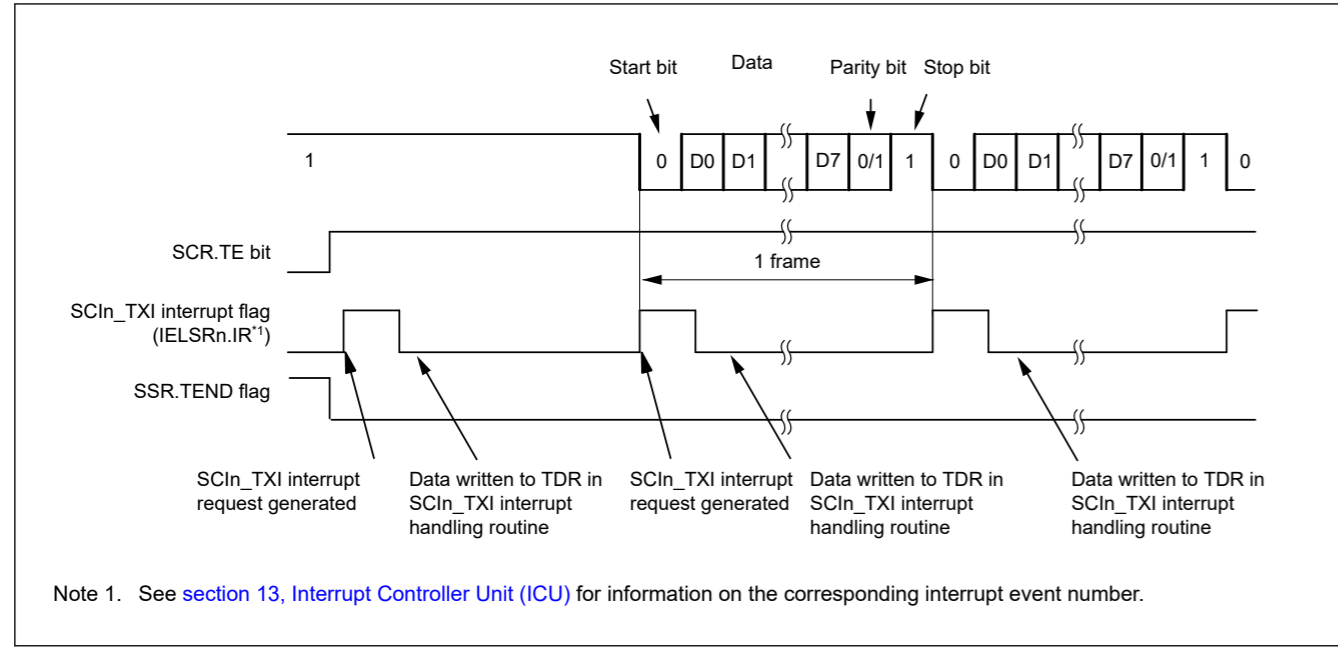 Start bit Data Parity bit Stop bit
1 0 D0 D1 D7 0/1 1 0 D0 D1 D7 0/1 1 0
SCR.TE bit
1 frame
SCIn_TXI interrupt flag
(IELSRn.IR*1)
SSR.TEND flag
SCIn_TXI interrupt
request generated
Data written to TDR in
SCIn_TXI interrupt
handling routine
SCIn_TXI interrupt
request generated
Data written to TDR in
SCIn_TXI interrupt
handling routine
Data written to TDR in
SCIn_TXI interrupt
handling routine
Note 1. See section 13, Interrupt Controller Unit (ICU) for information on the corresponding interrupt event number.